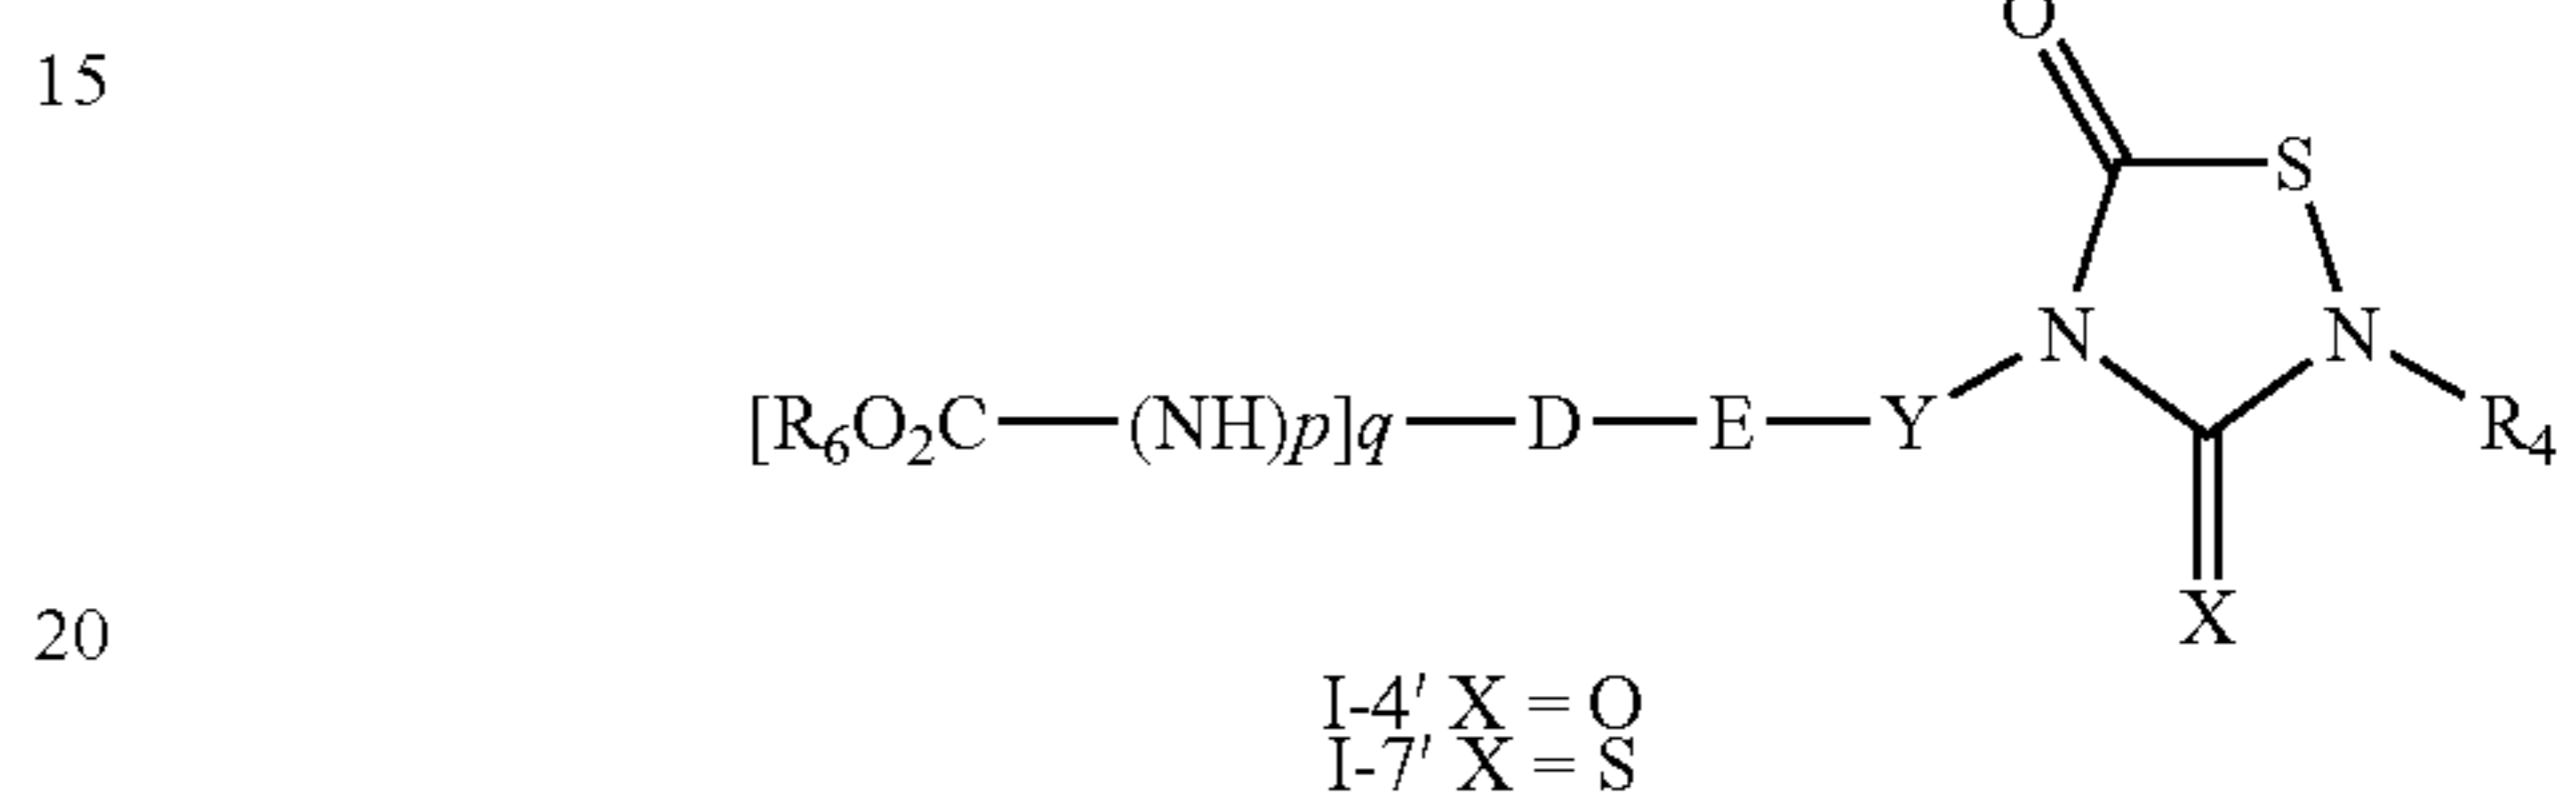 O
15
S
N
N
[R₆O₂C—(NH)p]q—D—E—Y
R₄
X
20
I-4′ X = O
I-7′ X = S